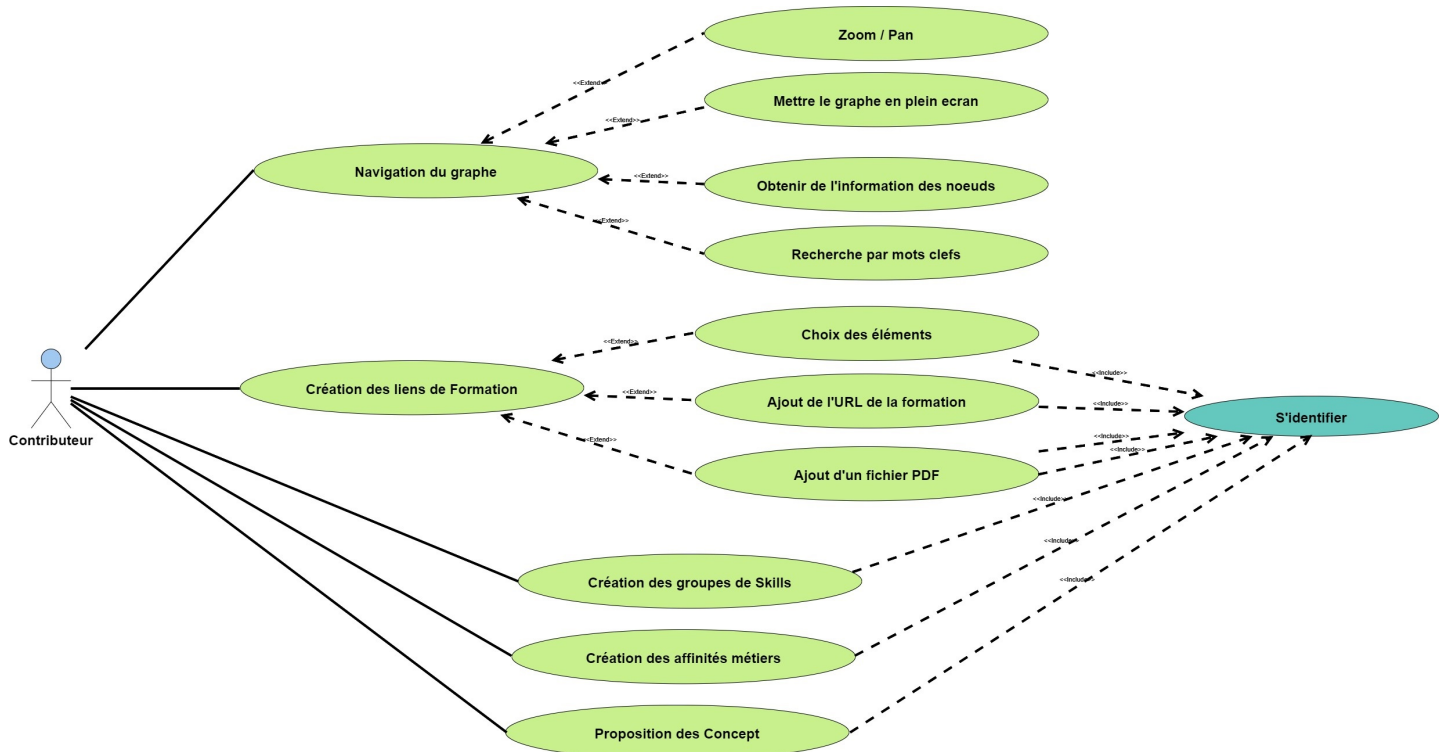 Zoom / Pan
<<Extend>>
Mettre le graphe en plein ecran
<<Extend>>
Navigation du graphe
<<Extend>>
Obtenir de l'information des noeuds
<<Extend>>
Recherche par mots clefs
Choix des éléments
<<Extend>>
<<Include>>
Création des liens de Formation
<<Extend>>
Ajout de l'URL de la formation
<<Include>>
S'identifier
Contributeur
<<Extend>>
<<Include>>
<<Include>>
Ajout d'un fichier PDF
<<Include>>
<<Include>>
Création des groupes de Skills
<<Include>>
Création des affinités métiers
Proposition des Concept